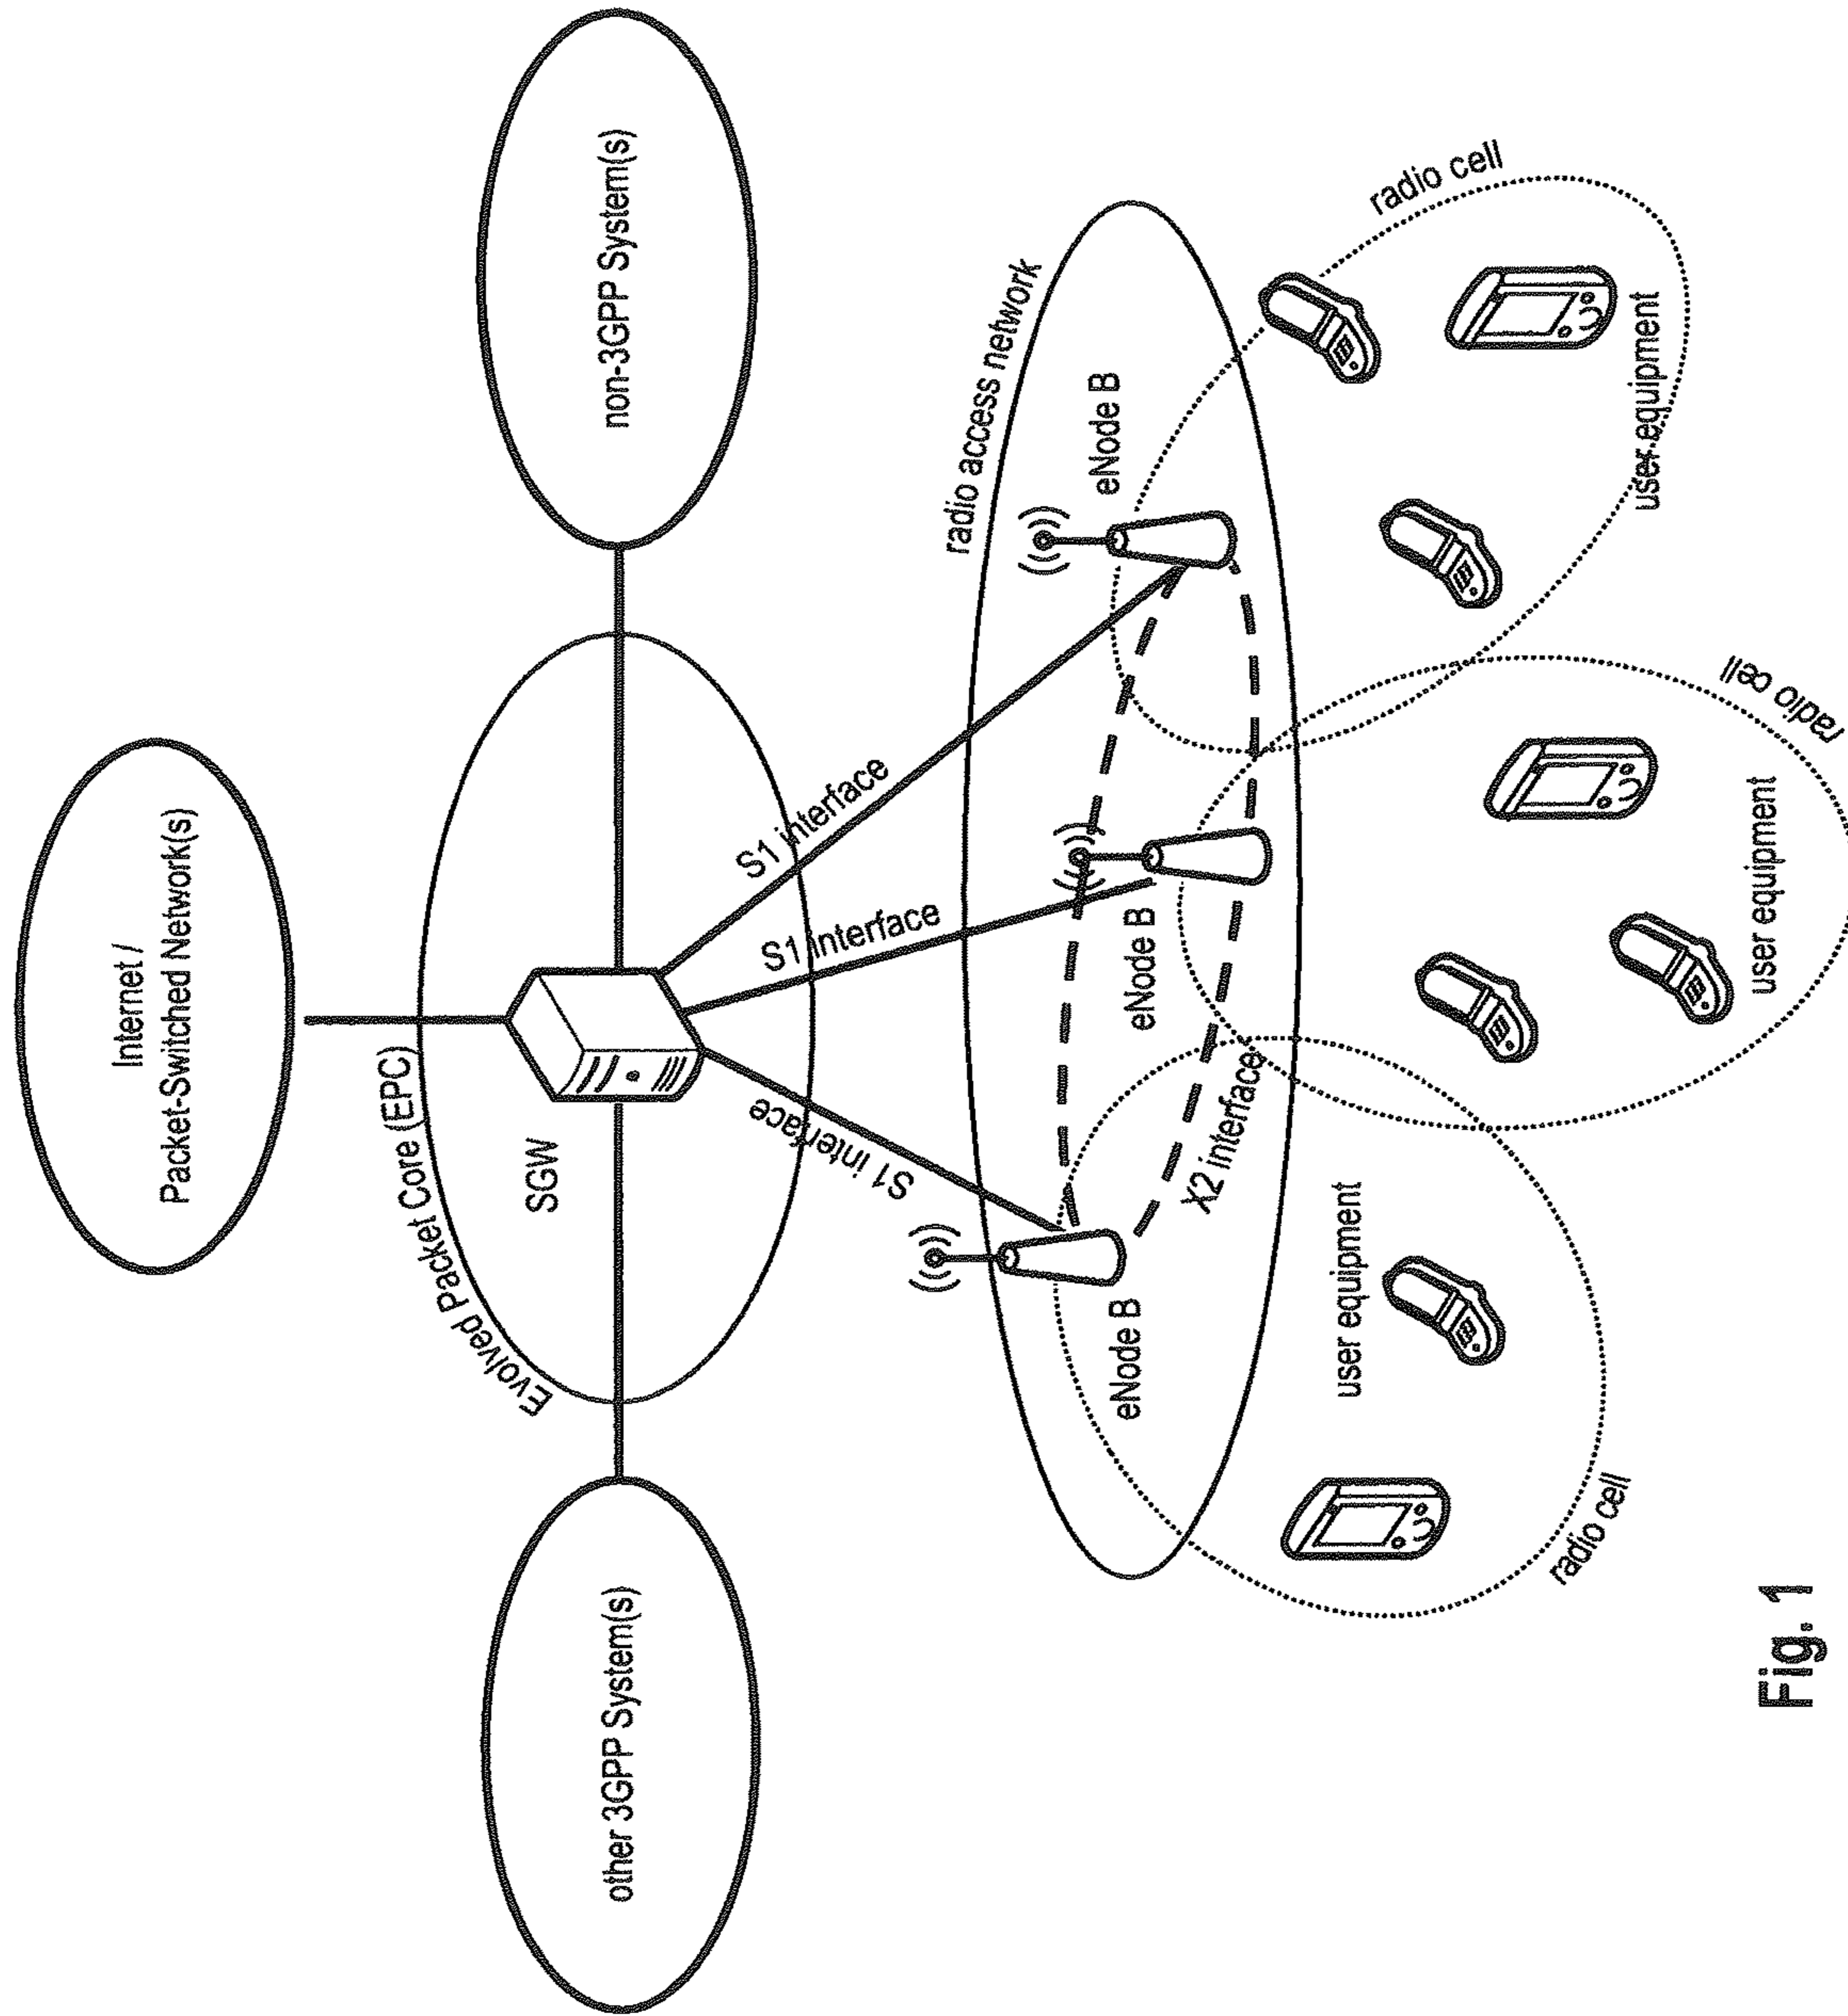 Internet /
Packet-Switched Network(s)
Evolved Packet Core (EPC)
SGW
other 3GPP System(s)
non-3GPP System(s)
S1 interface
S1 interface
S1 interface
radio access network
eNode B
eNode B
eNode B
X2 interface
user equipment
radio cell
user equipment
radio cell
user equipment
radio cell
Fig. 1